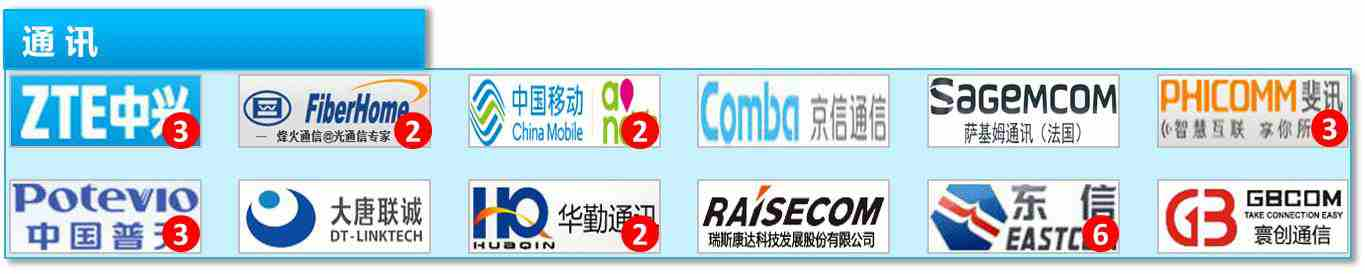 通讯
ZTE中兴
3
FiberHome
烽火通信@光通信专家
2
中国移动
China Mobile
2
Comba 京信通信
SAGEMCOM
萨基姆通讯（法国）
PHICOMM 斐讯
智慧互联 享你所
3
Potevio
中国普天
3
大唐联诚
DT-LINKTECH
HQ
HUAQIN
华勤通讯
2
RAISECOM
瑞斯康达科技发展股份有限公司
东信
EASTCOM
6
GBCOM
TAKE CONNECTION EASY
寰创通信